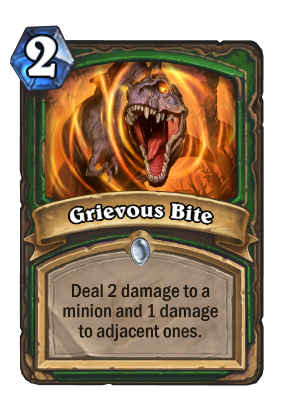 2
Grievous Bite
Deal 2 damage to a
minion and 1 damage
to adjacent ones.